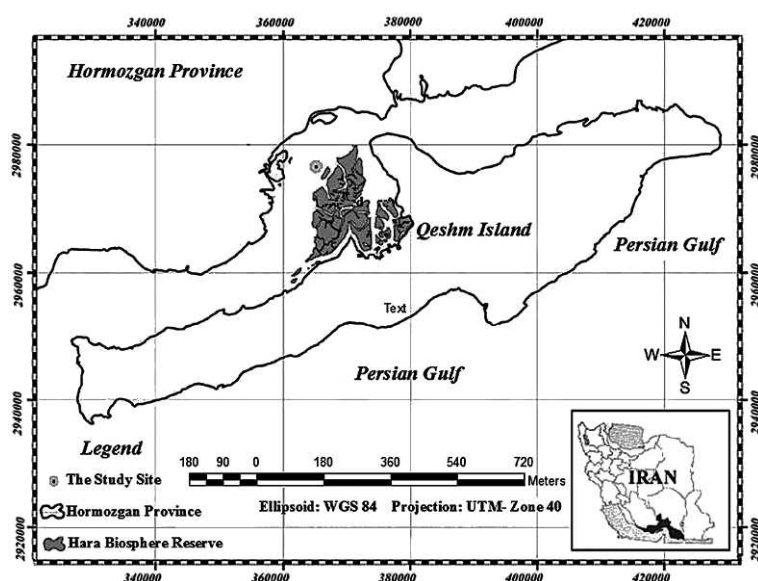 340000 360000 380000 400000 420000
Hormozgan Province
2980000 2980000
Qeshm Island
Persian Gulf
2960000 2960000
Text
N
W E
S
Persian Gulf
2940000 2940000
Legend
180 90 0 180 360 540 720
Meters
The Study Site
IRAN
Hormozgan Province
Ellipsoid: WGS 84 Projection: UTM- Zone 40
Hara Biosphere Reserve
2920000 2920000
340000 360000 380000 400000 420000